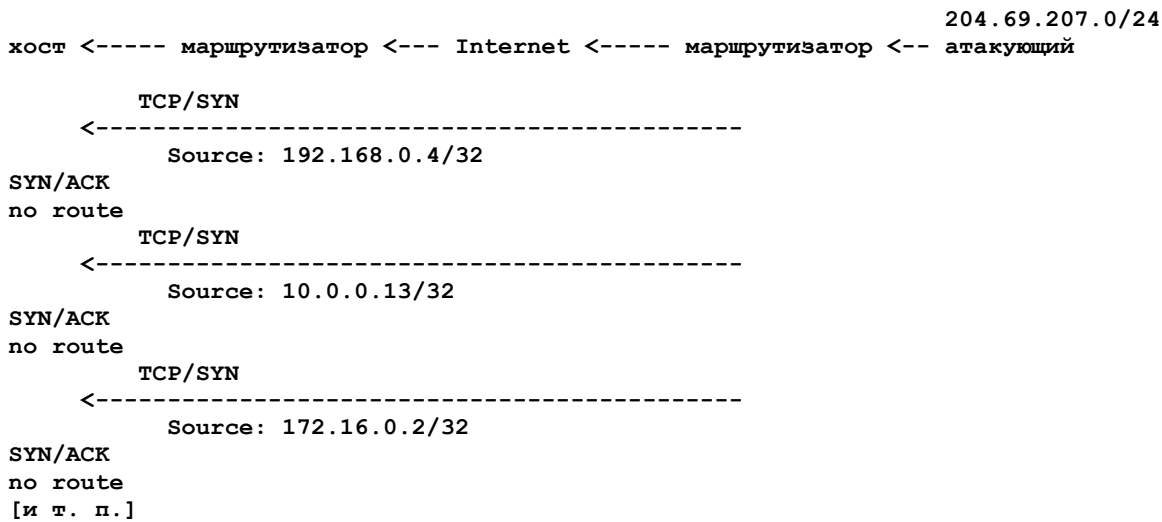 204.69.207.0/24
хост <----- маршрутизатор <--- Internet <----- маршрутизатор <-- атакующий
TCP/SYN
<---------------------------------------------
Source: 192.168.0.4/32
SYN/ACK
no route
TCP/SYN
<---------------------------------------------
Source: 10.0.0.13/32
SYN/ACK
no route
TCP/SYN
<---------------------------------------------
Source: 172.16.0.2/32
SYN/ACK
no route
[и т. п.]